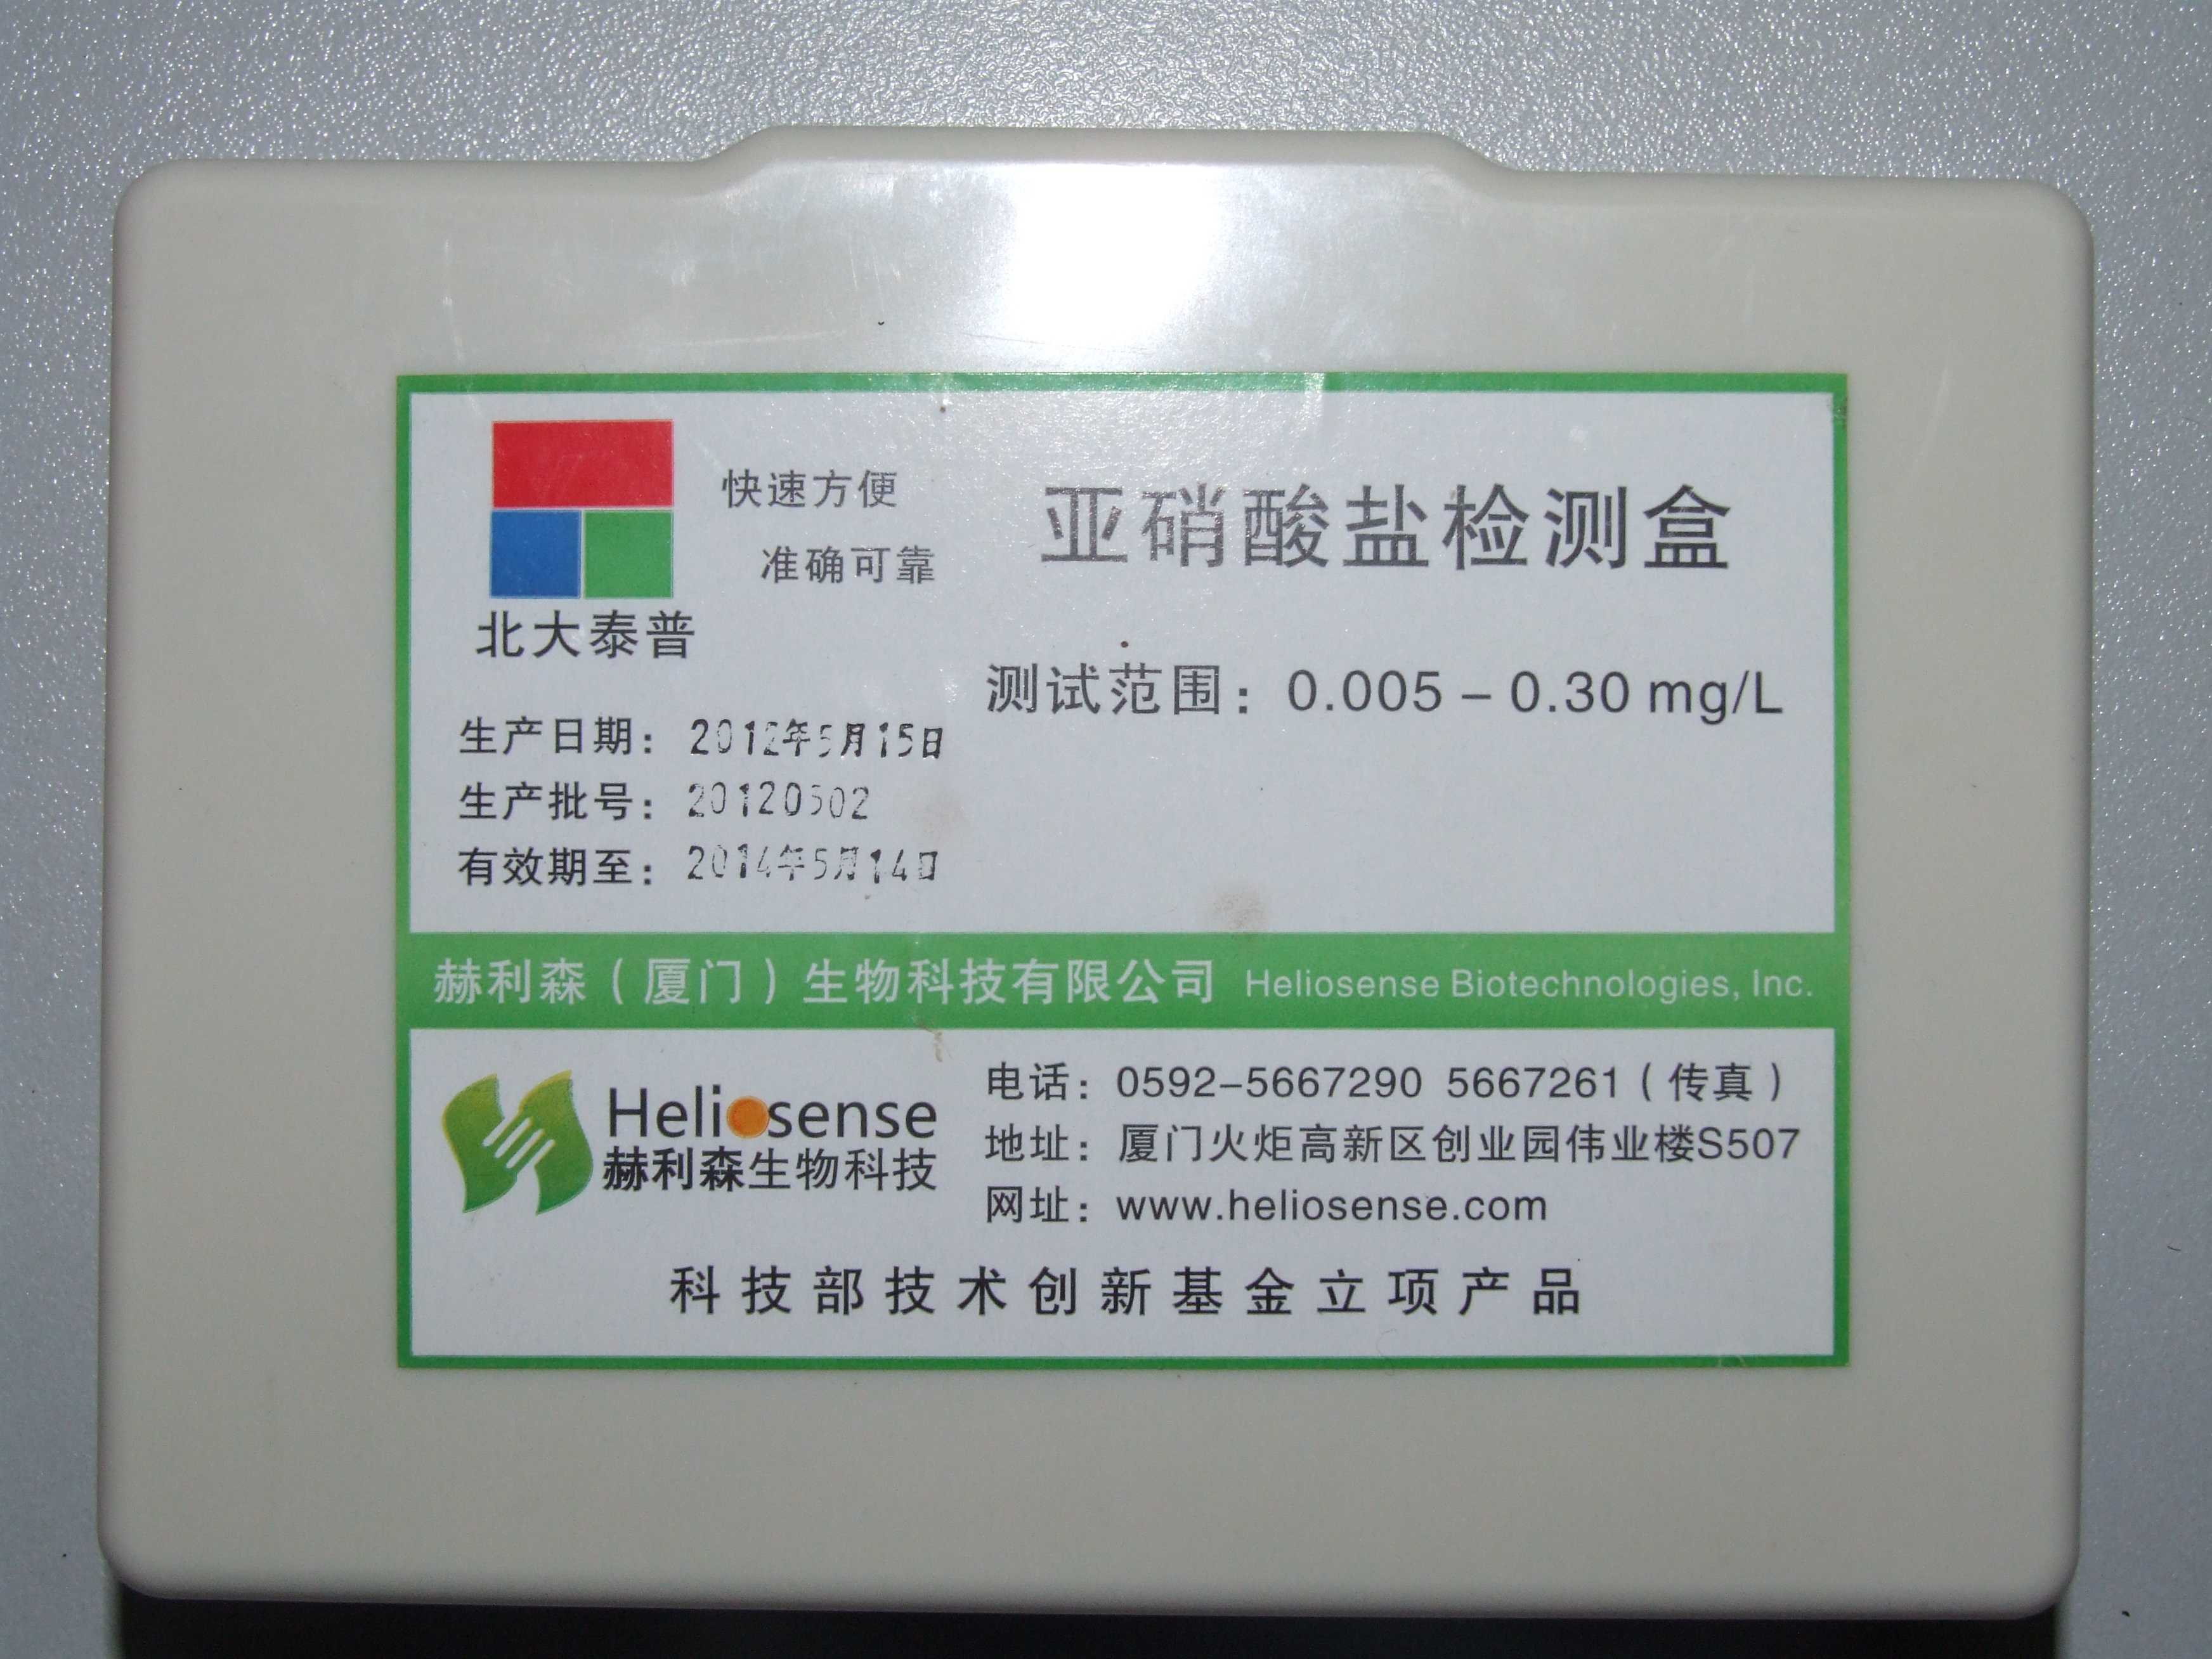 快速方便
准确可靠
北大泰普
亚硝酸盐检测盒
测试范围：0.005－0.30 mg/L
生产日期：2012年5月15日
生产批号：20120502
有效期至：2014年5月14日
赫利森（厦门）生物科技有限公司 Heliosense Biotechnologies, Inc.
Heliosense
赫利森生物科技
电话：0592-5667290 5667261（传真）
地址：厦门火炬高新区创业园伟业楼S507
网址：www.heliosense.com
科技部技术创新基金立项产品